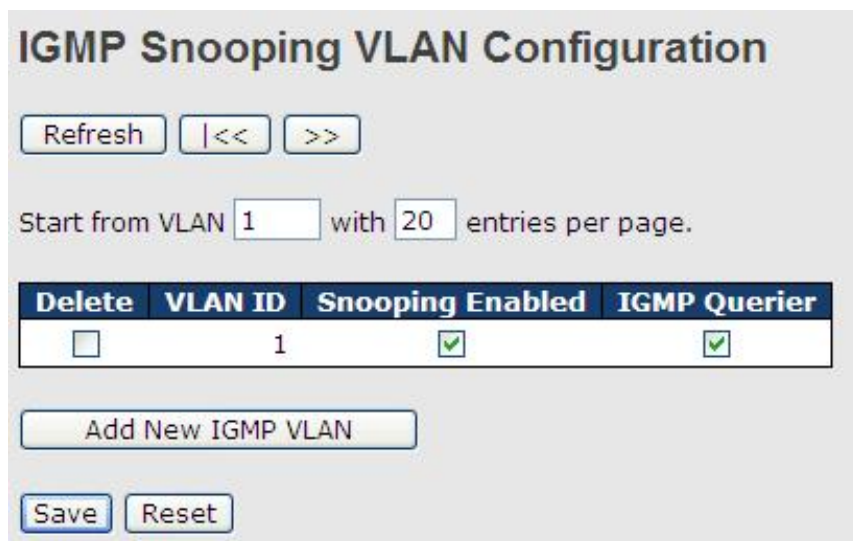 IGMP Snooping VLAN Configuration
Refresh |<< >>
Start from VLAN 1 with 20 entries per page.
Delete VLAN ID Snooping Enabled IGMP Querier
1
Add New IGMP VLAN
Save Reset